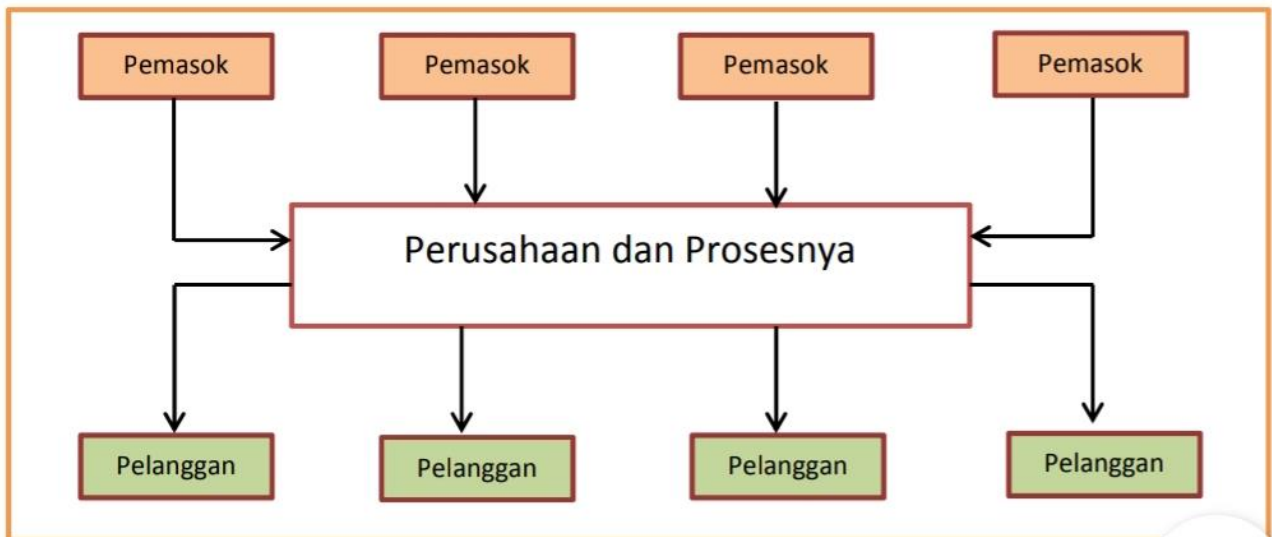 Pemasok
Pemasok
Pemasok
Pemasok
Perusahaan dan Prosesnya
Pelanggan
Pelanggan
Pelanggan
Pelanggan